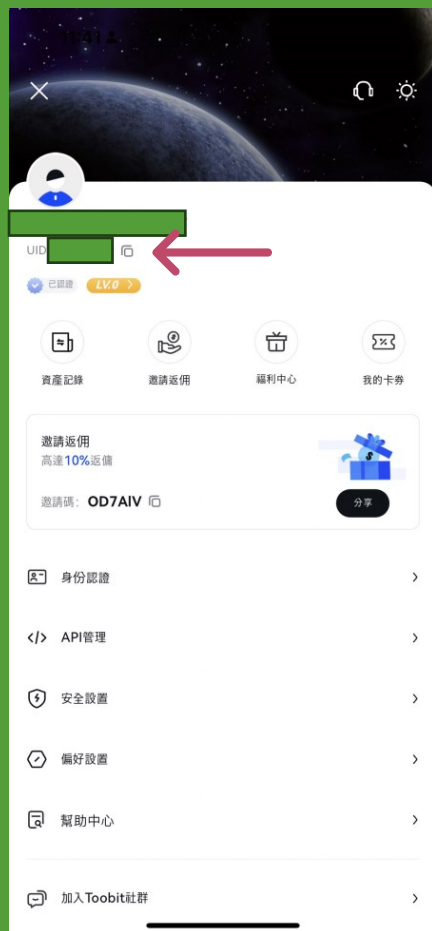 11:41
UID
已認證 LV.0
資產記錄 邀請返佣 福利中心 我的卡券
邀請返佣
高達10%返傭
邀請碼: OD7AIV
分享
身份認證
API管理
安全設置
偏好設置
幫助中心
加入Toobit社群